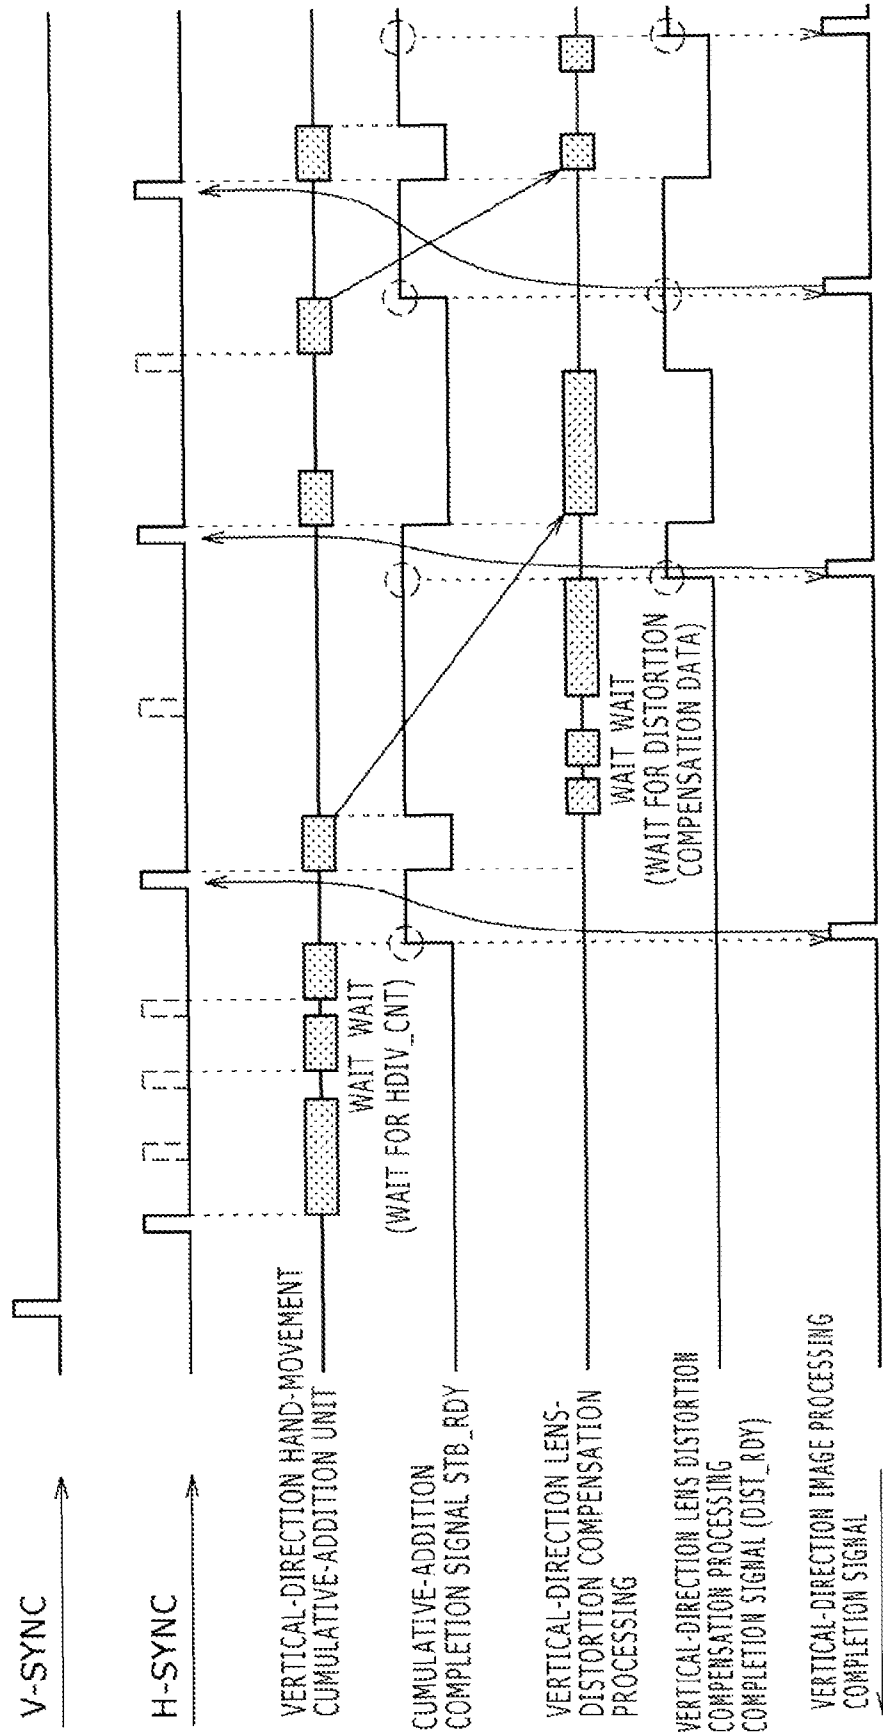 V-SYNC
H-SYNC
VERTICAL-DIRECTION HAND-MOVEMENT
CUMULATIVE-ADDITION UNIT
WAIT WAIT
(WAIT FOR HDIV_CNT)
CUMULATIVE-ADDITION
COMPLETION SIGNAL STB_RDY
VERTICAL-DIRECTION LENS-
DISTORTION COMPENSATION
PROCESSING
WAIT WAIT
(WAIT FOR DISTORTION
COMPENSATION DATA)
VERTICAL-DIRECTION LENS DISTORTION
COMPENSATION PROCESSING
COMPLETION SIGNAL (DIST_RDY)
VERTICAL-DIRECTION IMAGE PROCESSING
COMPLETION SIGNAL